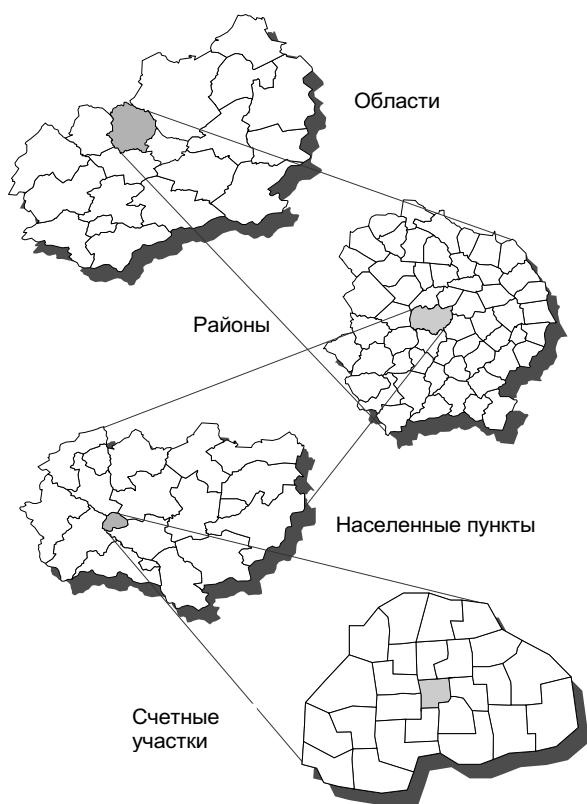 Области
Районы
Населенные пункты
Счетные
участки